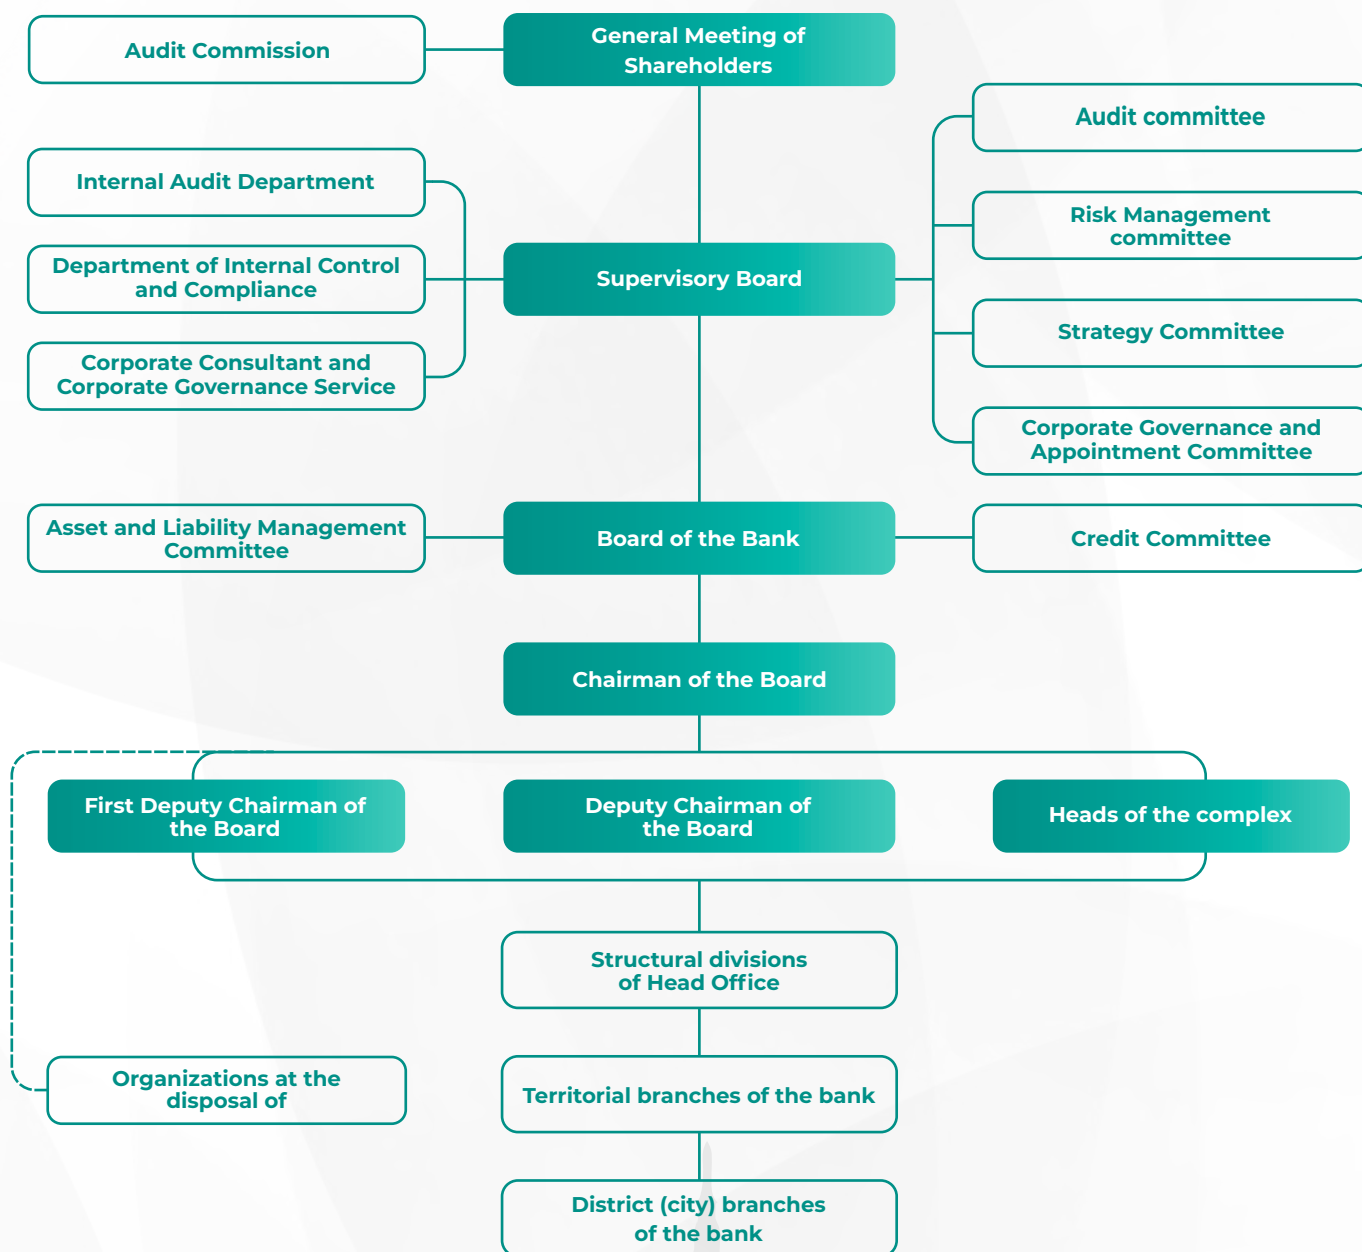 Audit Commission
General Meeting of
Shareholders
Audit committee
Internal Audit Department
Risk Management
committee
Department of Internal Control
and Compliance
Supervisory Board
Strategy Committee
Corporate Consultant and
Corporate Governance Service
Corporate Governance and
Appointment Committee
Asset and Liability Management
Committee
Board of the Bank
Credit Committee
Chairman of the Board
First Deputy Chairman of
the Board
Deputy Chairman of
the Board
Heads of the complex
Structural divisions
of Head Office
Organizations at the
disposal of
Territorial branches of the bank
District (city) branches
of the bank